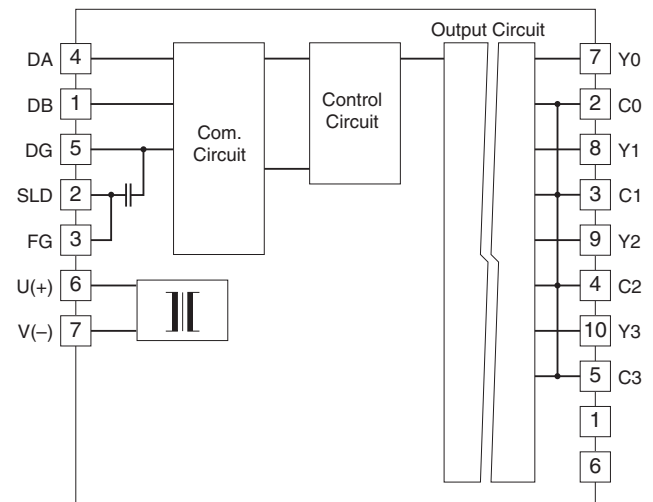 Output Circuit
DA 4
DB 1
DG 5
SLD 2
FG 3
U(+) 6
V(–) 7
Com.
Circuit
Control
Circuit
7 Y0
2 C0
8 Y1
3 C1
9 Y2
4 C2
10 Y3
5 C3
1
6